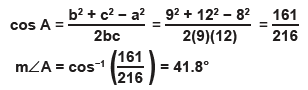 cos A = b² + c² − a² / 2bc = 9² + 12² − 8² / 2(9)(12) = 161 / 216
m∠A = cos⁻¹ (161 / 216) = 41.8°